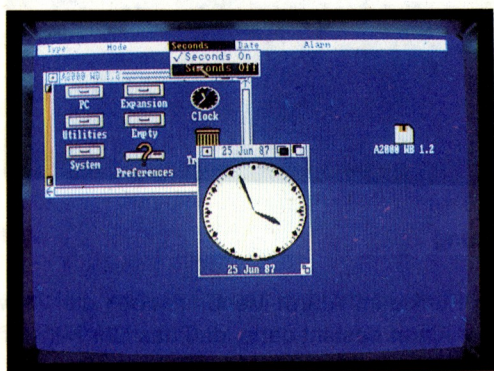 Type Mode Seconds Date Alarm
✓ Seconds On
Seconds Off
A2000 WB 1.2
PC Expansion Clock
Utilities Empty
System Preferences
25 Jun 87
A2000 WB 1.2
25 Jun 87